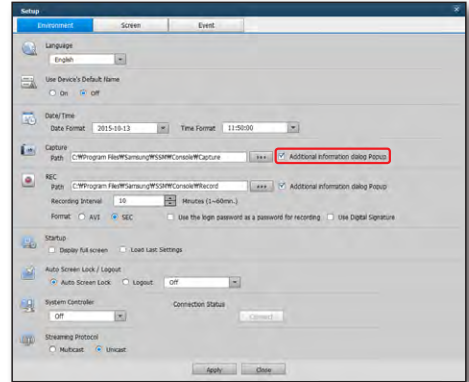 Setup
Environment Screen Event
Language
English
Use Device's Default Name
On Off
Date/Time
Date Format 2015-10-13 Time Format 11:50:00
Capture
Path C:₩Program Files₩Samsung₩SSM₩Console₩Capture ... Additional information dialog Popup
REC
Path C:₩Program Files₩Samsung₩SSM₩Console₩Record ... Additional information dialog Popup
Recording Interval 10 Minutes (1~60mn.)
Format AVI SEC Use the login password as a password for recording Use Digital Signature
Startup
Display full screen Load Last Settings
Auto Screen Lock / Logout
Auto Screen Lock Logout Off
System Controller Connection Status
Off Connect
Streaming Protocol
Multicast Unicast
Apply Close